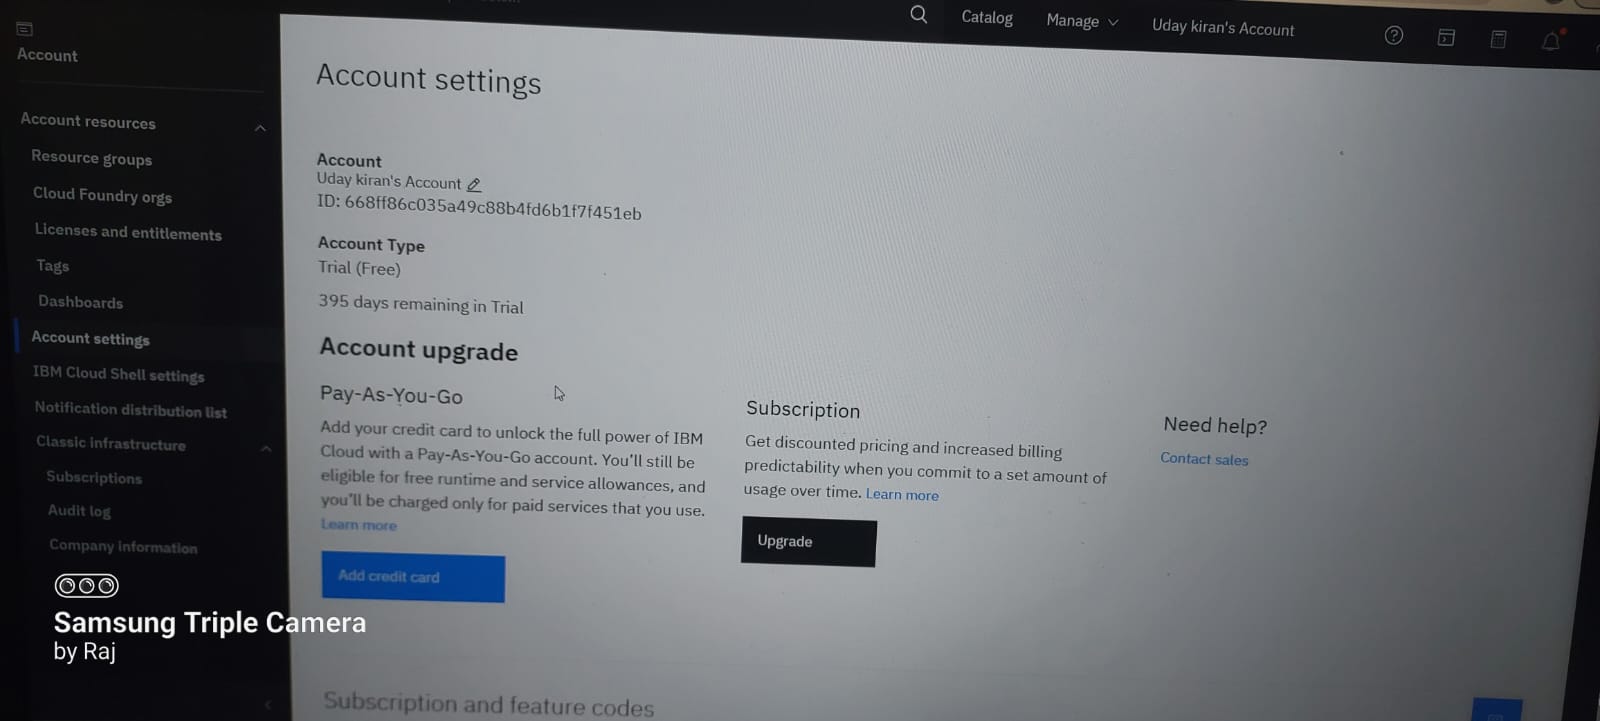 Catalog
Manage
Uday kiran's Account
Account
Account resources
Resource groups
Cloud Foundry orgs
Licenses and entitlements
Tags
Dashboards
Account settings
IBM Cloud Shell settings
Notification distribution list
Classic infrastructure
Subscriptions
Audit log
Company information
Account settings
Account
Uday kiran's Account
ID: 668ff86c035a49c88b4fd6b1f7f451eb
Account Type
Trial (Free)
395 days remaining in Trial
Account upgrade
Pay-As-You-Go
Add your credit card to unlock the full power of IBM
Cloud with a Pay-As-You-Go account. You'll still be
eligible for free runtime and service allowances, and
you'll be charged only for paid services that you use.
Learn more
Add credit card
Subscription
Get discounted pricing and increased billing
predictability when you commit to a set amount of
usage over time. Learn more
Upgrade
Need help?
Contact sales
Subscription and feature codes
Samsung Triple Camera
by Raj